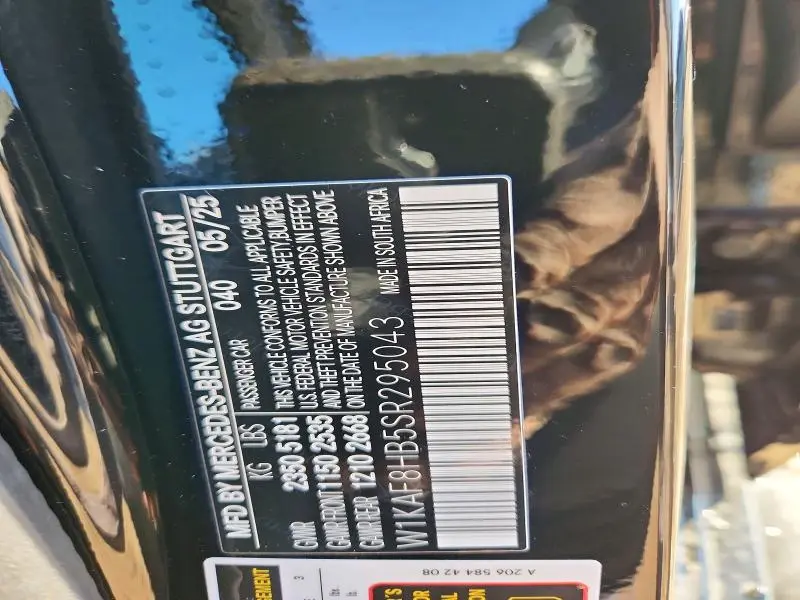 MFD BY MERCEDES-BENZ AG STUTTGART
PASSENGER CAR 040 05/25
KG LBS
GVWR 2350 5181
GAWR FRONT 1150 2535
GAWR RER 1210 2668
THIS VEHICLE CONFORMS TO ALL APPLICABLE
U.S. FEDERAL MOTOR VEHICLE SAFETY, BUMPER
AND THEFT PREVENTION STANDARDS IN EFFECT
ON THE DATE OF MANUFACTURE SHOWN ABOVE
W1KAF8HB5SR295043
MADE IN SOUTH AFRICA
A 206 584 42 08
3